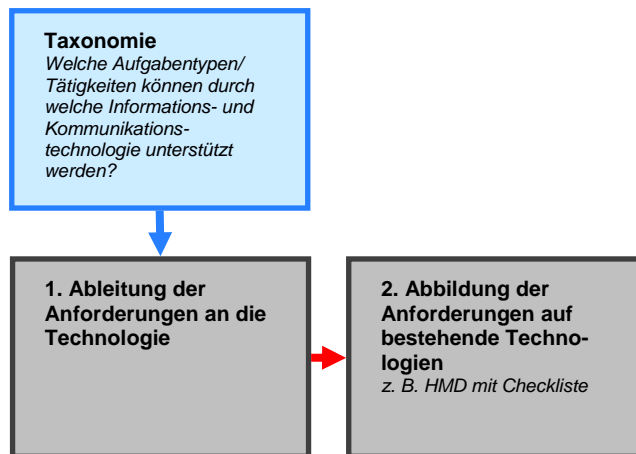 Taxonomie
Welche Aufgabentypen/
Tätigkeiten können durch
welche Informations- und
Kommunikations-
technologie unterstützt
werden?
1. Ableitung der
Anforderungen an die
Technologie
2. Abbildung der
Anforderungen auf
bestehende Techno-
logien
z. B. HMD mit Checkliste